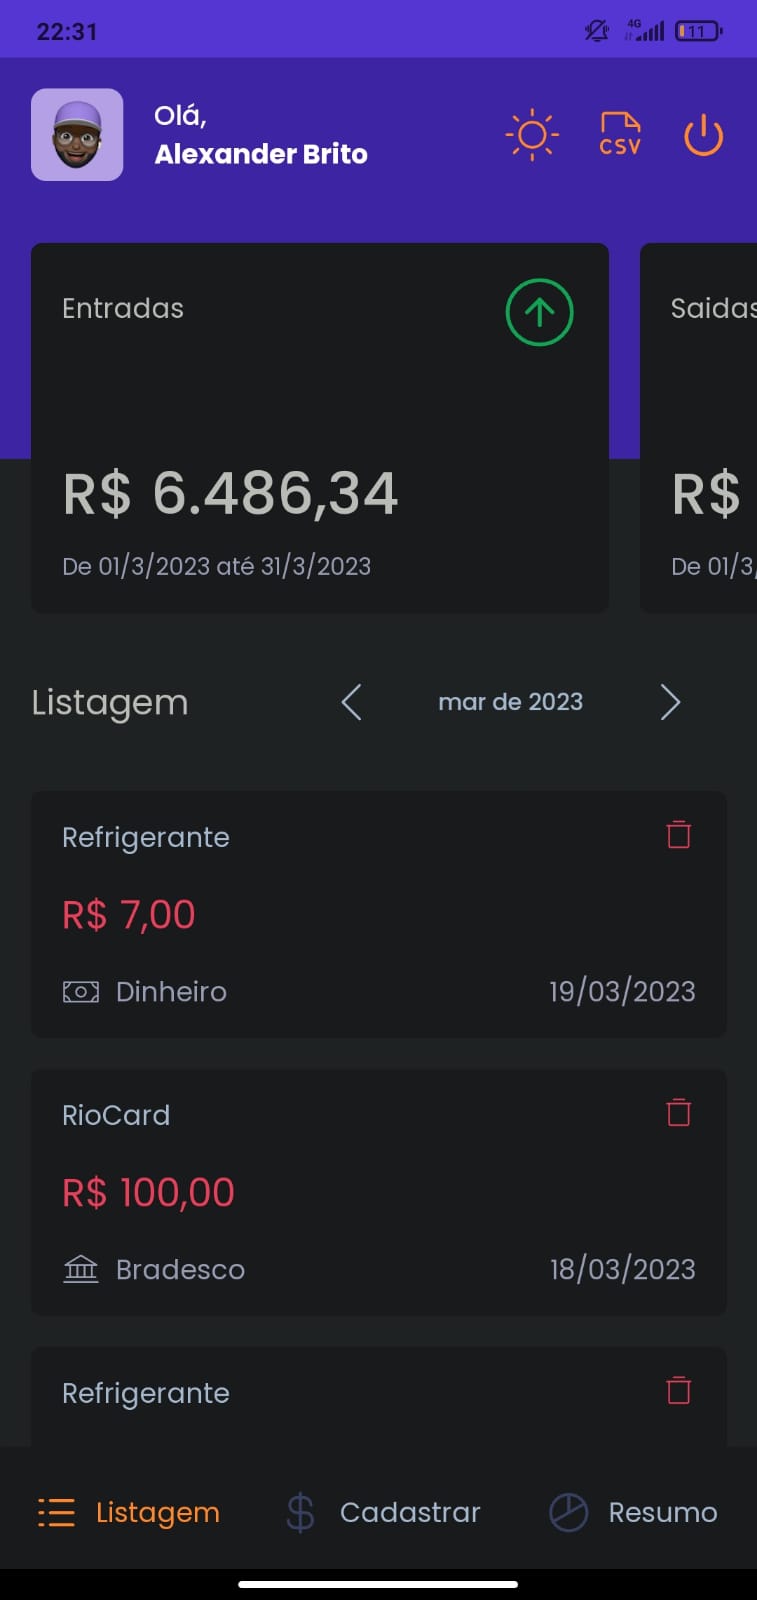 22:31
4G
11
Olá,
Alexander Brito
CSV
Entradas
R$ 6.486,34
De 01/3/2023 até 31/3/2023
Saidas
R$
De 01/3/
Listagem
mar de 2023
Refrigerante
R$ 7,00
Dinheiro
19/03/2023
RioCard
R$ 100,00
Bradesco
18/03/2023
Refrigerante
Listagem
Cadastrar
Resumo